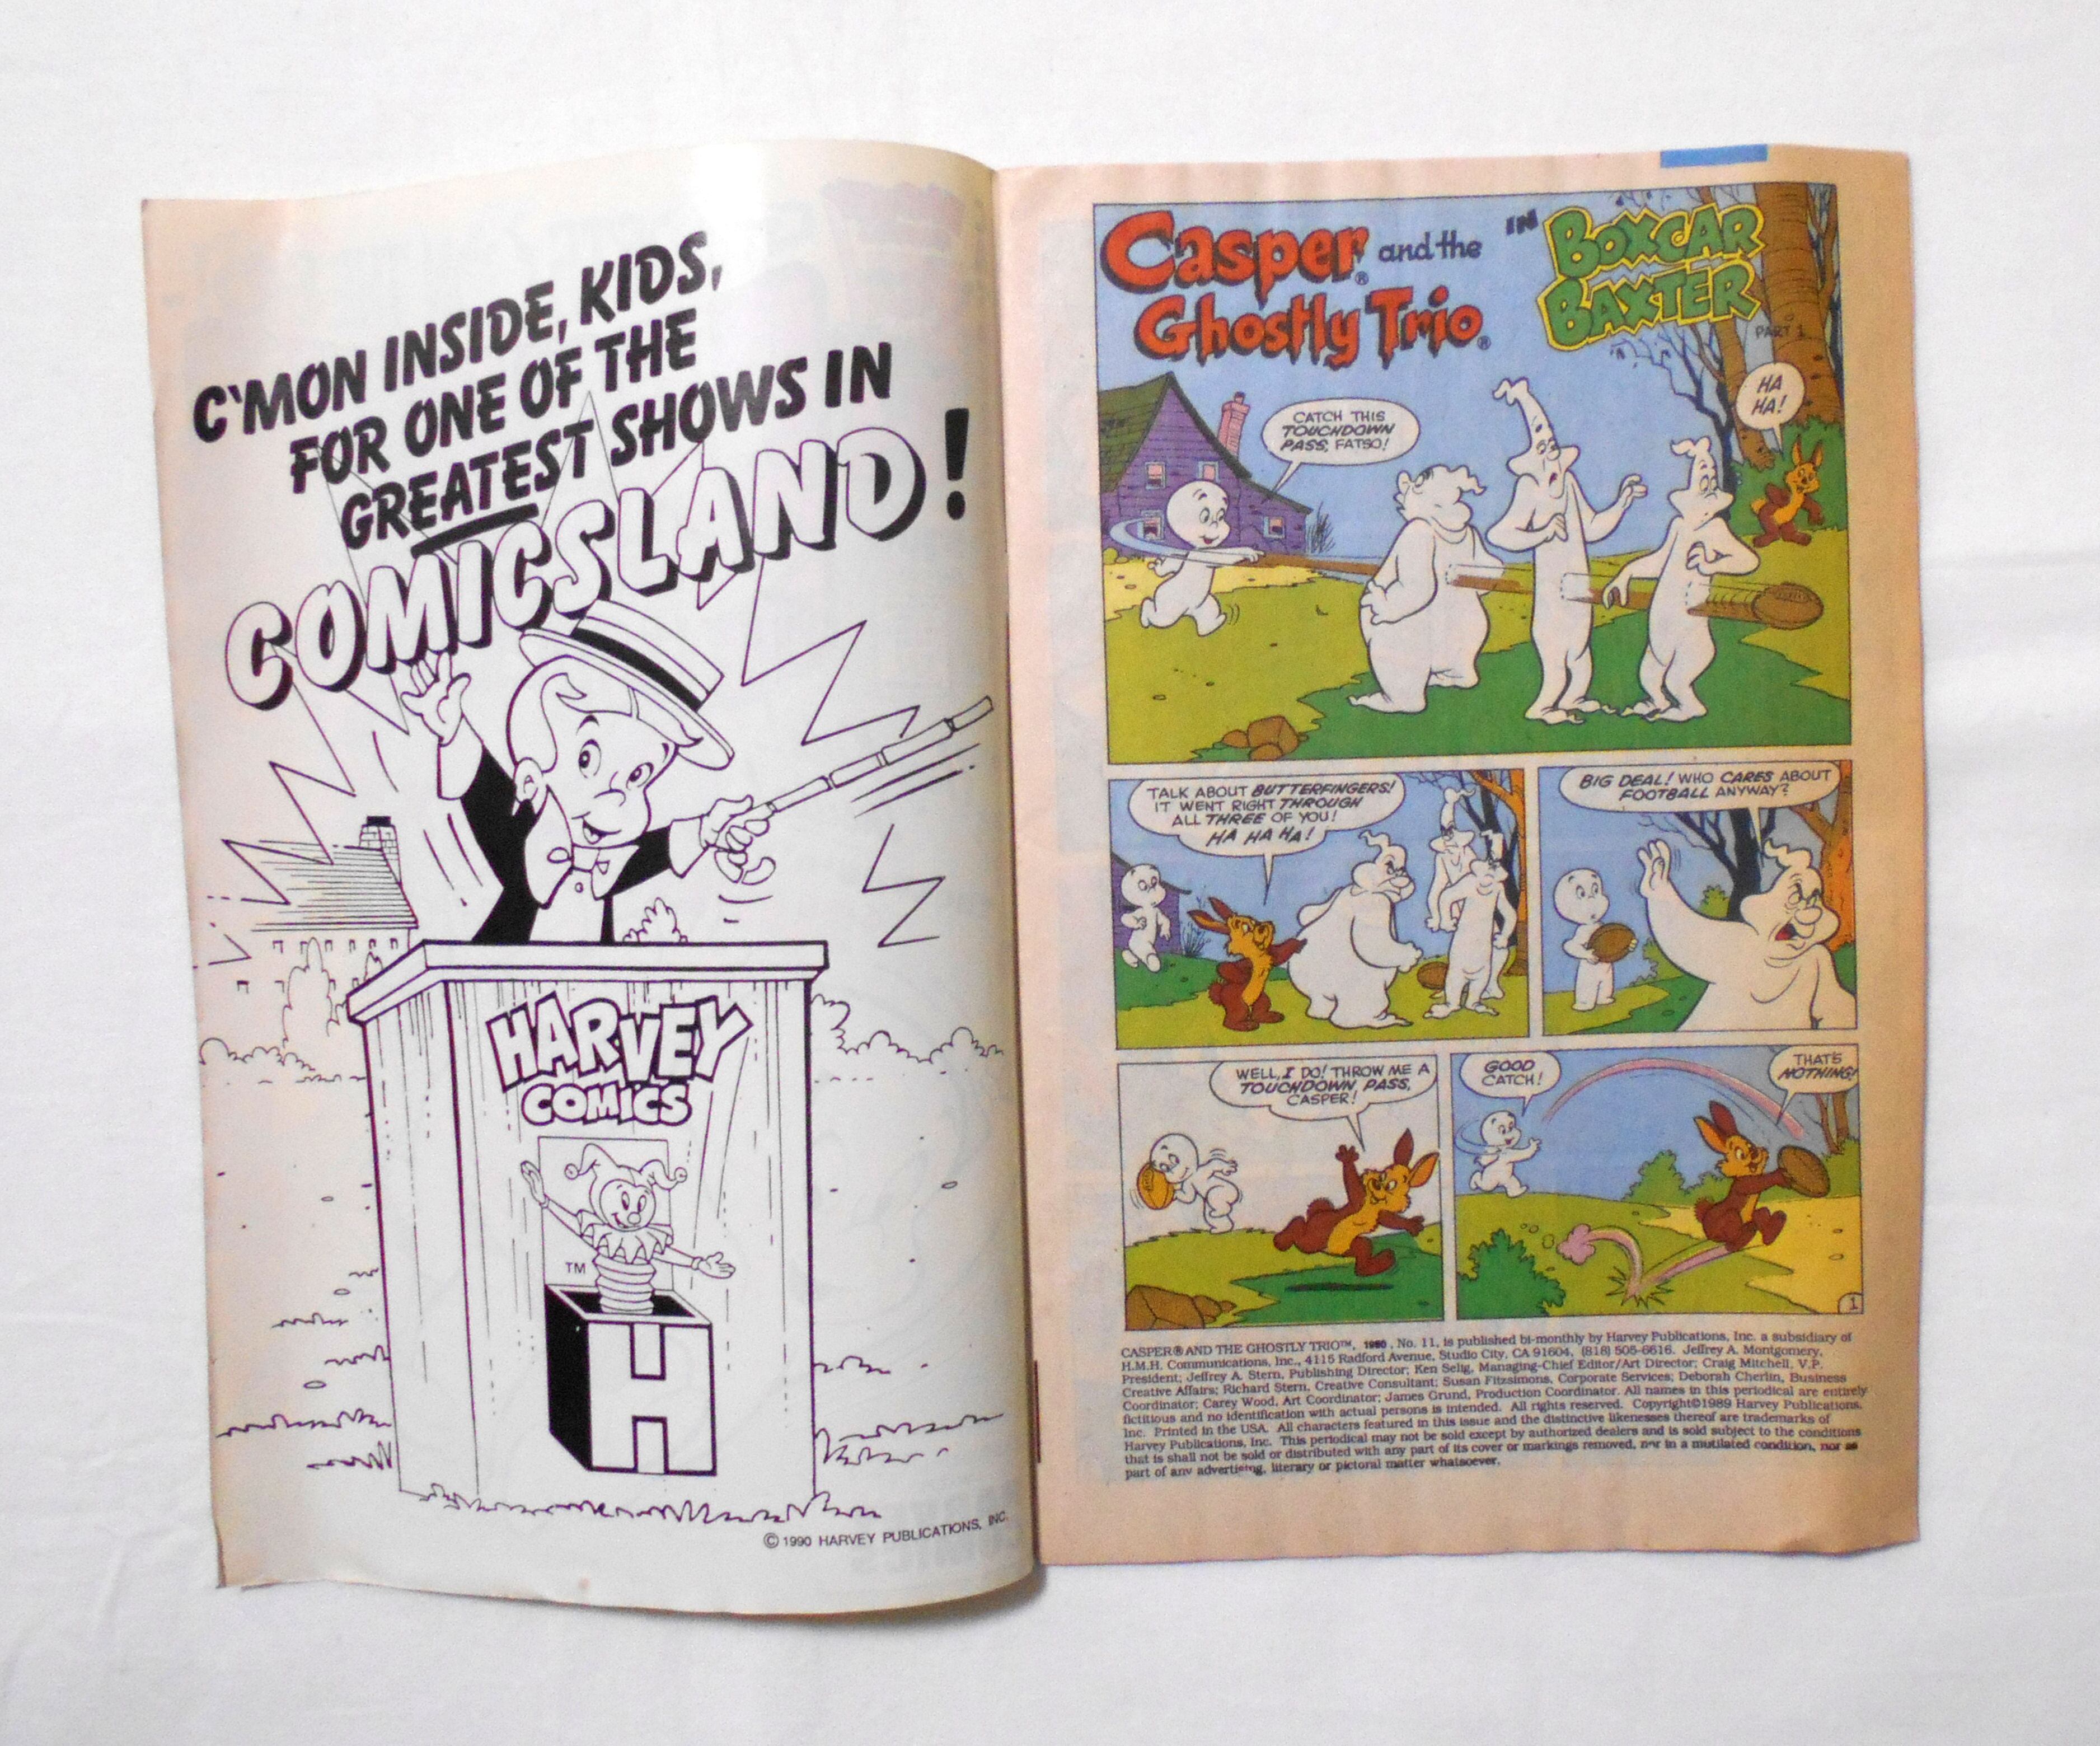 C'MON INSIDE, KIDS,
FOR ONE OF THE
GREATEST SHOWS IN
COMICSLAND!
HARVEY
COMICS
TM
H
© 1990 HARVEY PUBLICATIONS, INC.
Casper® and the
Ghostly Trio®
IN
BOXCAR
BAXTER
PART 1
CATCH THIS
TOUCHDOWN
PASS, FATSO!
HA
HA!
TALK ABOUT BUTTERFINGERS!
IT WENT RIGHT THROUGH
ALL THREE OF YOU!
HA HA HA!
BIG DEAL! WHO CARES ABOUT
FOOTBALL ANYWAY?
WELL, I DO! THROW ME A
TOUCHDOWN PASS,
CASPER!
GOOD
CATCH!
THAT'S
NOTHING!
1
CASPER® AND THE GHOSTLY TRIO™, 1990, No. 11, is published bi-monthly by Harvey Publications, Inc. a subsidiary of
H.M.H. Communications, Inc., 4115 Radford Avenue, Studio City, CA 91604, (818) 505-6616. Jeffrey A. Montgomery,
President; Jeffrey A. Stern, Publishing Director; Ken Selig, Managing-Chief Editor/Art Director; Craig Mitchell, V.P.
Creative Affairs; Richard Stern, Creative Consultant; Susan Fitzsimons, Corporate Services; Deborah Cherlin, Business
Coordinator; Carey Wood, Art Coordinator; James Grund, Production Coordinator. All names in this periodical are entirely
fictitious and no identification with actual persons is intended. All rights reserved. Copyright©1989 Harvey Publications,
Inc. Printed in the USA. All characters featured in this issue and the distinctive likenesses thereof are trademarks of
Harvey Publications, Inc. This periodical may not be sold except by authorized dealers and is sold subject to the conditions
that is shall not be sold or distributed with any part of its cover or markings removed, nor in a mutilated condition, nor as
part of any advertising, literary or pictoral matter whatsoever.